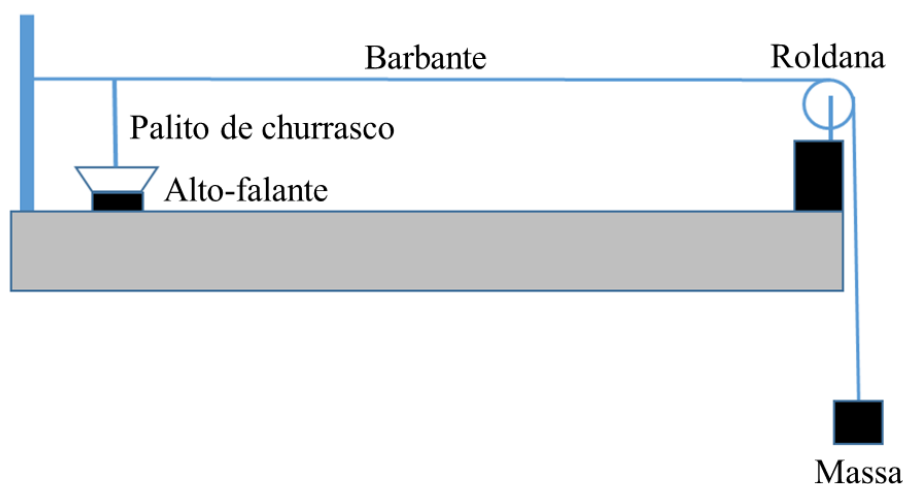 Barbante
Roldana
Palito de churrasco
Alto-falante
Massa